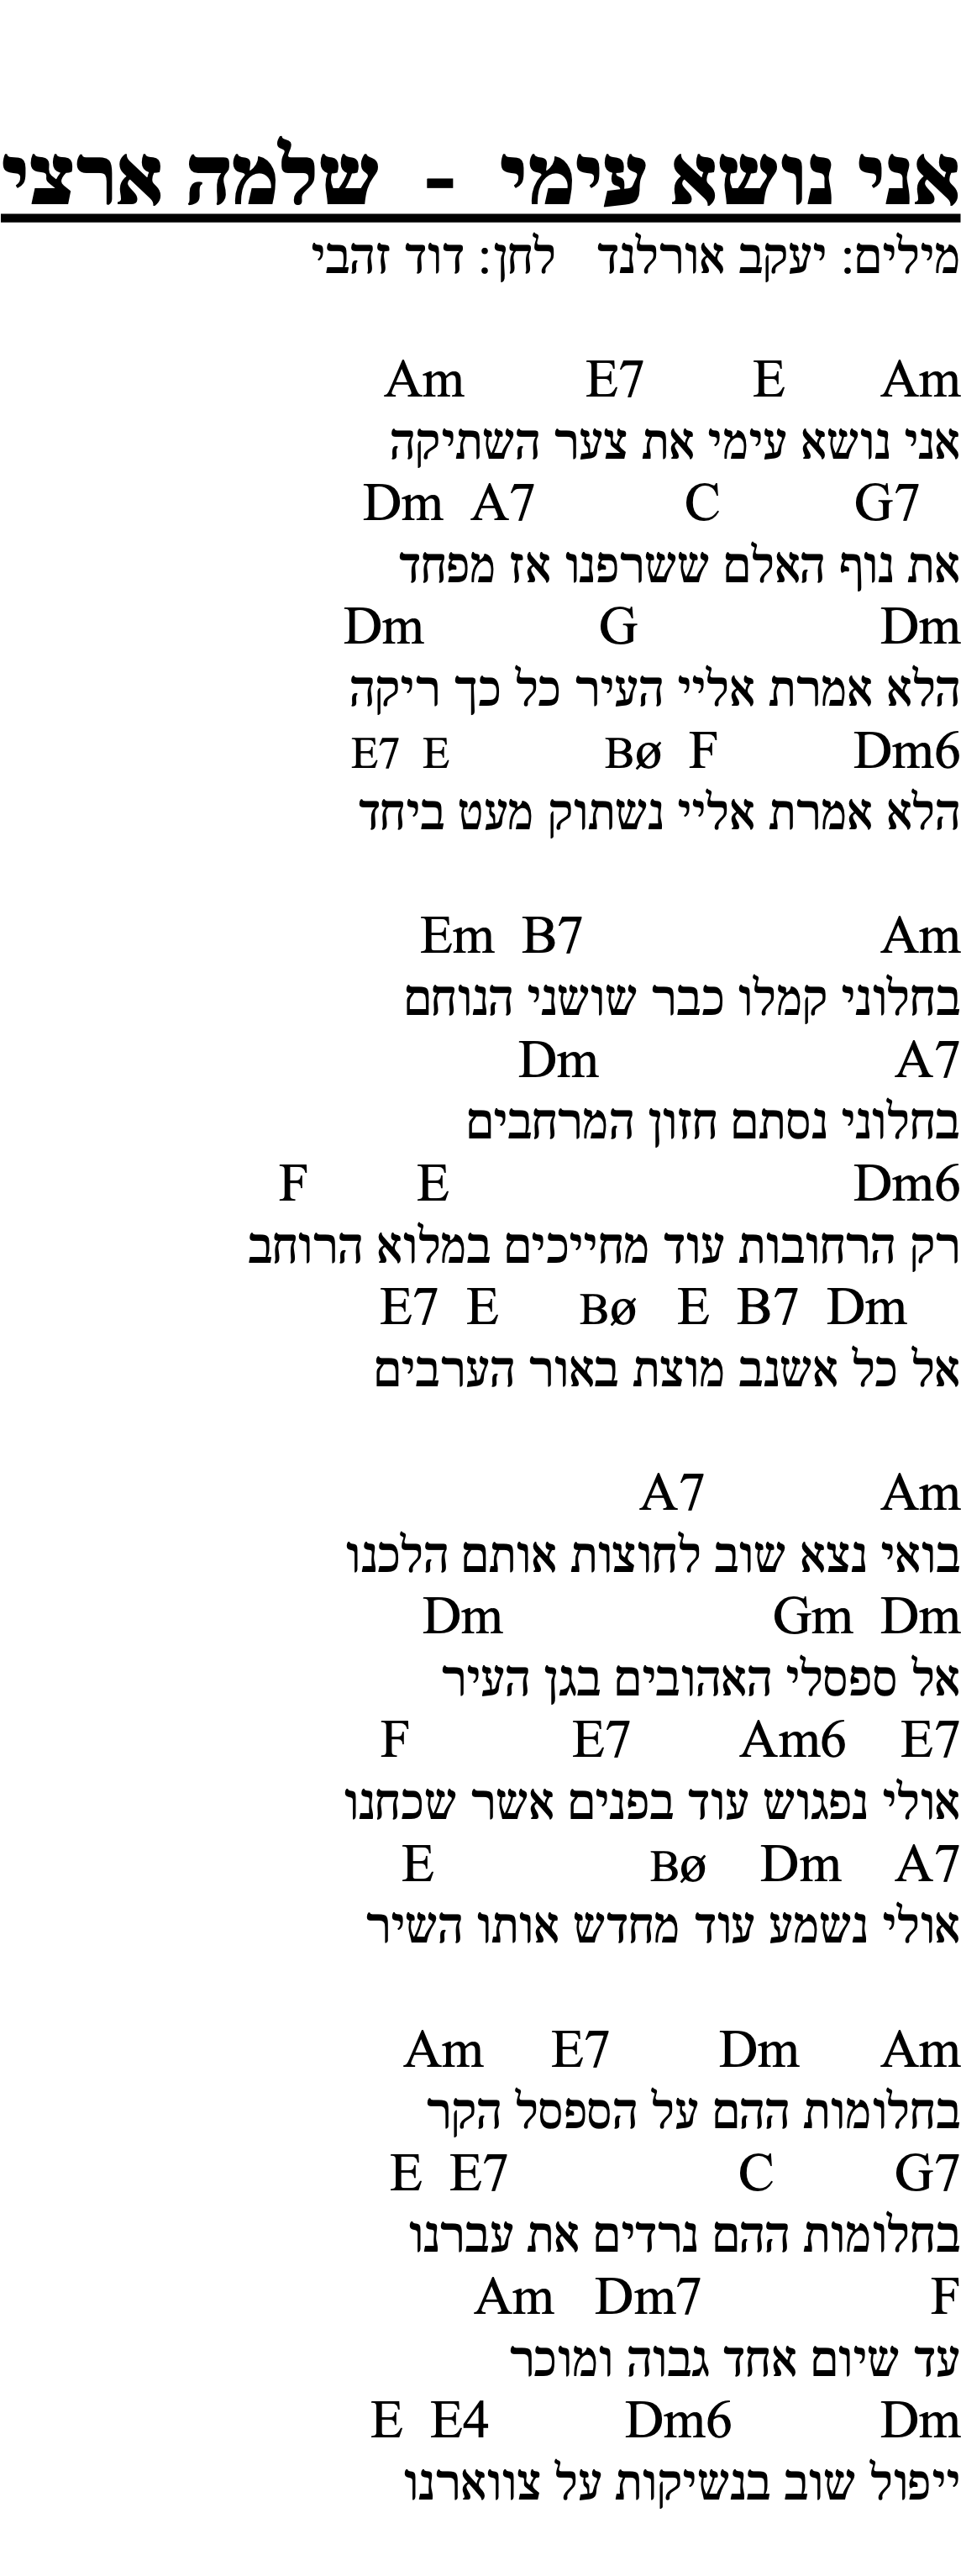 אני נושא עימי - שלמה ארצי
מילים: יעקב אורלנד לחן: דוד זהבי
Am E7 E Am
אני נושא עימי את צער השתיקה
Dm A7 C G7
את נוף האלם ששרפנו אז מפחד
Dm G Dm
הלא אמרת אליי העיר כל כך ריקה
E7 E Bø F Dm6
הלא אמרת אליי נשתוק מעט ביחד
Em B7 Am
בחלוני קמלו כבר שושני הנוחם
Dm A7
בחלוני נסתם חזון המרחבים
F E Dm6
רק הרחובות עוד מחייכים במלוא הרוחב
E7 E Bø E B7 Dm
אל כל אשנב מוצת באור הערבים
A7 Am
בואי נצא שוב לחוצות אותם הלכנו
Dm Gm Dm
אל ספסלי האהובים בגן העיר
F E7 Am6 E7
אולי נפגוש עוד בפנים אשר שכחנו
E Bø Dm A7
אולי נשמע עוד מחדש אותו השיר
Am E7 Dm Am
בחלומות ההם על הספסל הקר
E E7 C G7
בחלומות ההם נרדים את עברנו
Am Dm7 F
עד שיום אחד גבוה ומוכר
E E4 Dm6 Dm
ייפול שוב בנשיקות על צווארנו